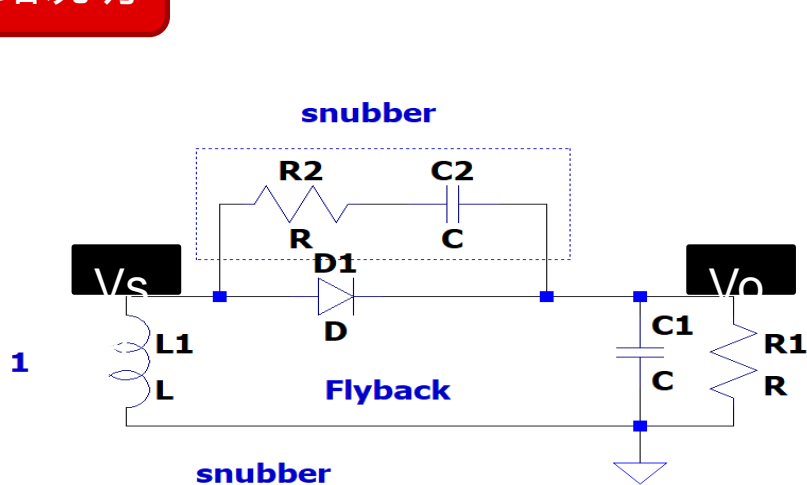 snubber
R2 C2
R C
D1
Vs Vo
D
C1
L1 R1
1
C
L Flyback R
snubber